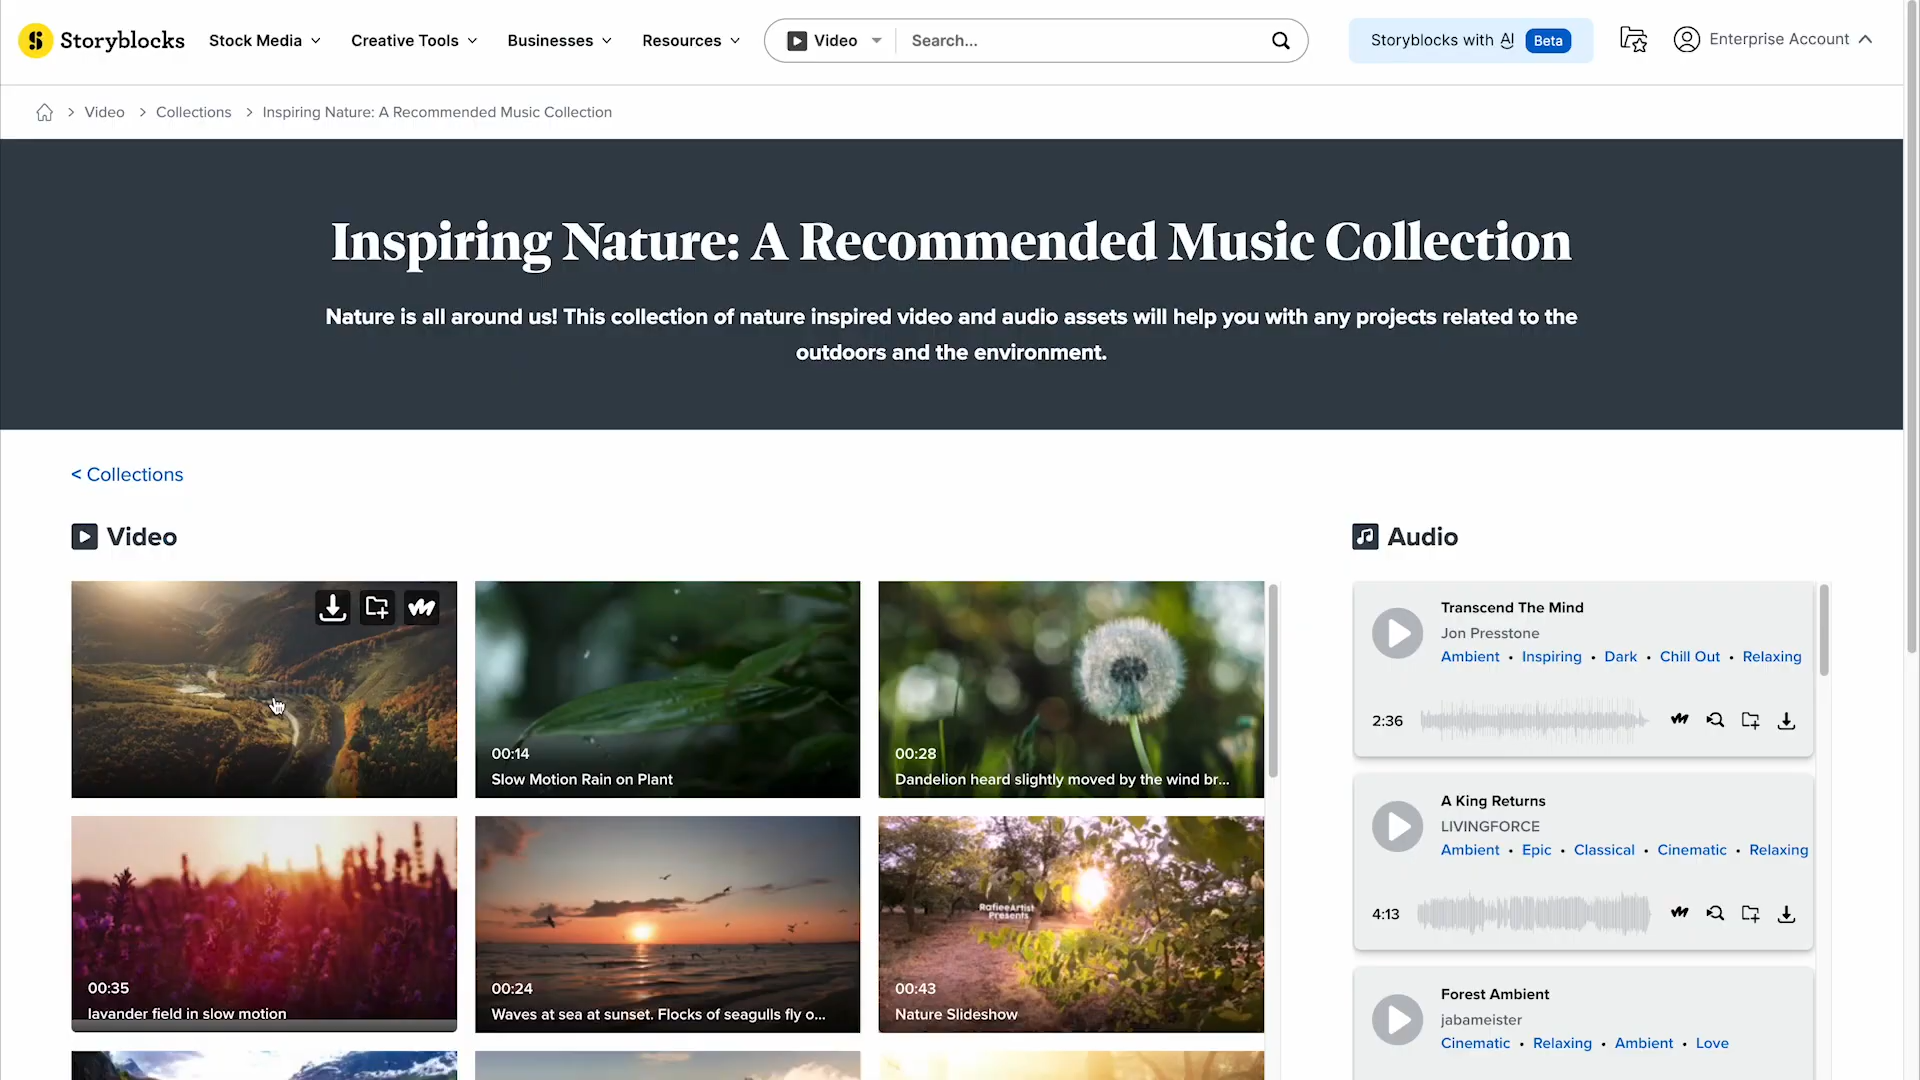 Storyblocks
Stock Media
Creative Tools
Businesses
Resources
Video
Search...
Storyblocks with AI
Beta
Enterprise Account
> Video > Collections > Inspiring Nature: A Recommended Music Collection
Inspiring Nature: A Recommended Music Collection
Nature is all around us! This collection of nature inspired video and audio assets will help you with any projects related to the
outdoors and the environment.
< Collections
Video
00:14
Slow Motion Rain on Plant
00:28
Dandelion heard slightly moved by the wind br...
00:35
lavander field in slow motion
00:24
Waves at sea at sunset. Flocks of seagulls fly o...
RafieeArtist
Presents
00:43
Nature Slideshow
Audio
Transcend The Mind
Jon Presstone
Ambient • Inspiring • Dark • Chill Out • Relaxing
2:36
A King Returns
LIVINGFORCE
Ambient • Epic • Classical • Cinematic • Relaxing
4:13
Forest Ambient
jabameister
Cinematic • Relaxing • Ambient • Love